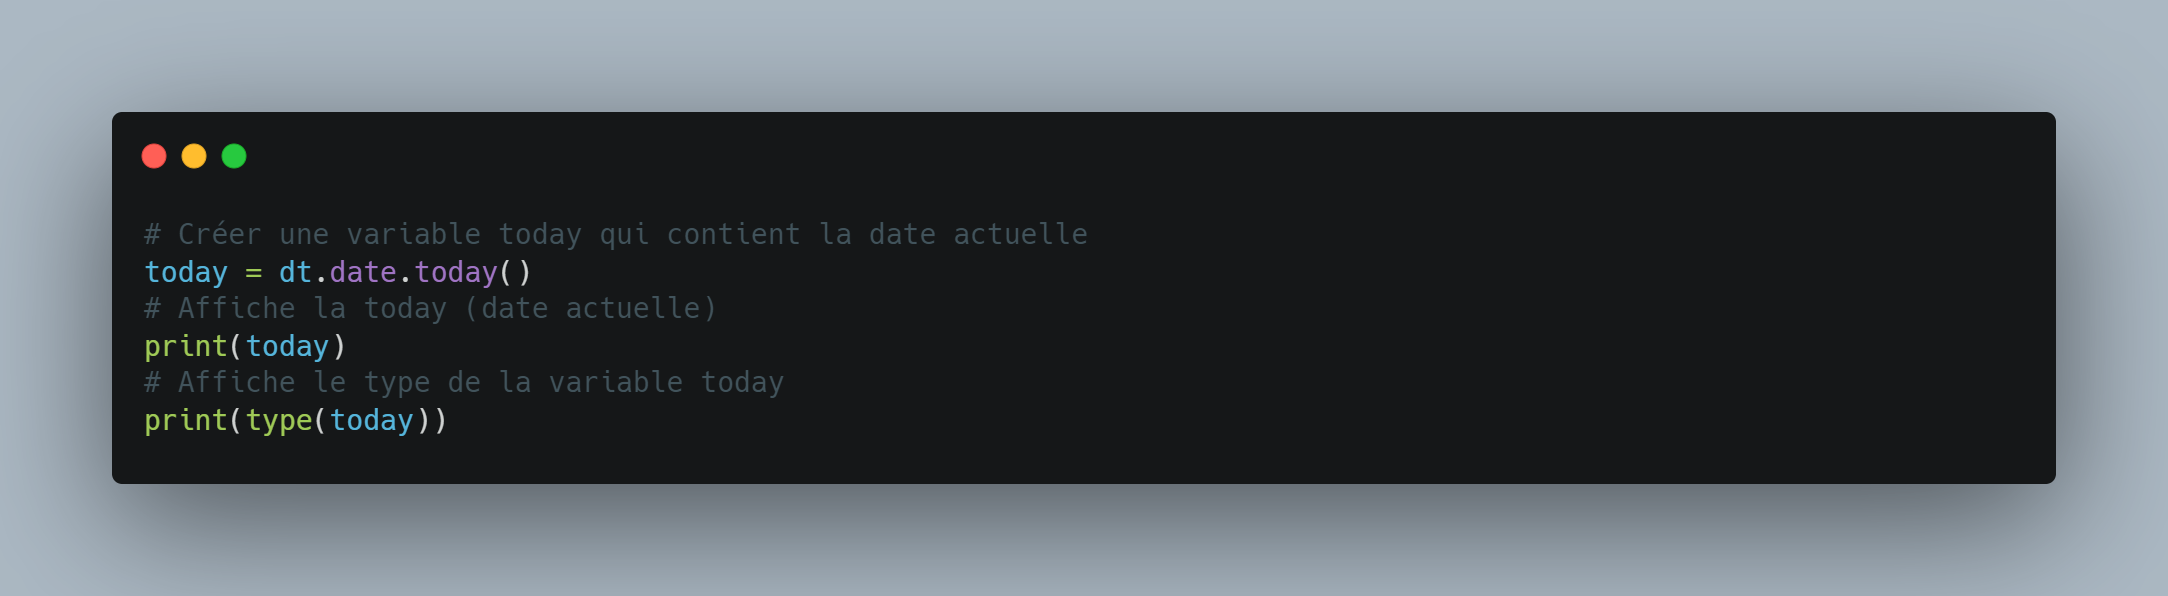 # Créer une variable today qui contient la date actuelle
today = dt.date.today()
# Affiche la today (date actuelle)
print(today)
# Affiche le type de la variable today
print(type(today))